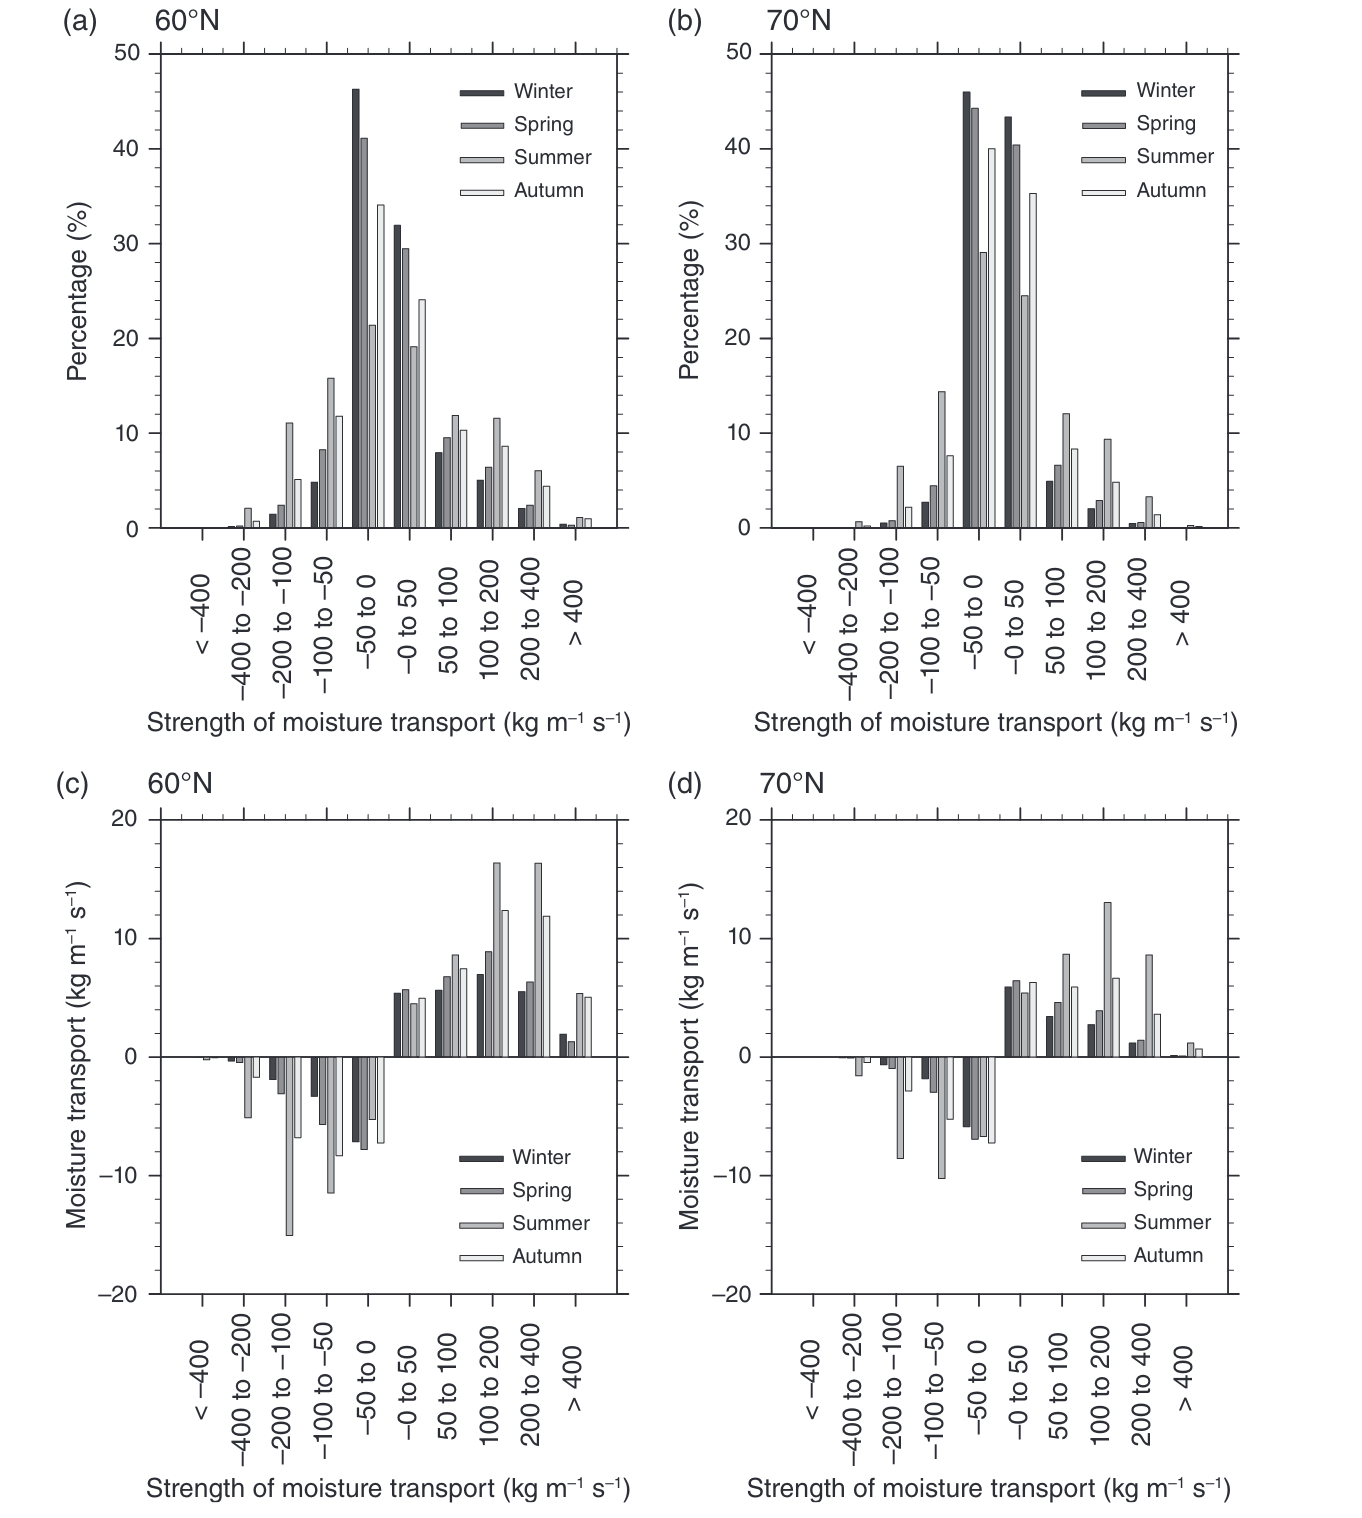 (a) 60°N
50
40
30
20
10
0
Percentage (%)
Winter
Spring
Summer
Autumn
< −400
−400 to −200
−200 to −100
−100 to −50
−50 to 0
−0 to 50
50 to 100
100 to 200
200 to 400
> 400
Strength of moisture transport (kg m⁻¹ s⁻¹)
(b) 70°N
50
40
30
20
10
0
Percentage (%)
Winter
Spring
Summer
Autumn
< −400
−400 to −200
−200 to −100
−100 to −50
−50 to 0
−0 to 50
50 to 100
100 to 200
200 to 400
> 400
Strength of moisture transport (kg m⁻¹ s⁻¹)
(c) 60°N
20
10
0
−10
−20
Moisture transport (kg m⁻¹ s⁻¹)
Winter
Spring
Summer
Autumn
< −400
−400 to −200
−200 to −100
−100 to −50
−50 to 0
−0 to 50
50 to 100
100 to 200
200 to 400
> 400
Strength of moisture transport (kg m⁻¹ s⁻¹)
(d) 70°N
20
10
0
−10
−20
Moisture transport (kg m⁻¹ s⁻¹)
Winter
Spring
Summer
Autumn
< −400
−400 to −200
−200 to −100
−100 to −50
−50 to 0
−0 to 50
50 to 100
100 to 200
200 to 400
> 400
Strength of moisture transport (kg m⁻¹ s⁻¹)